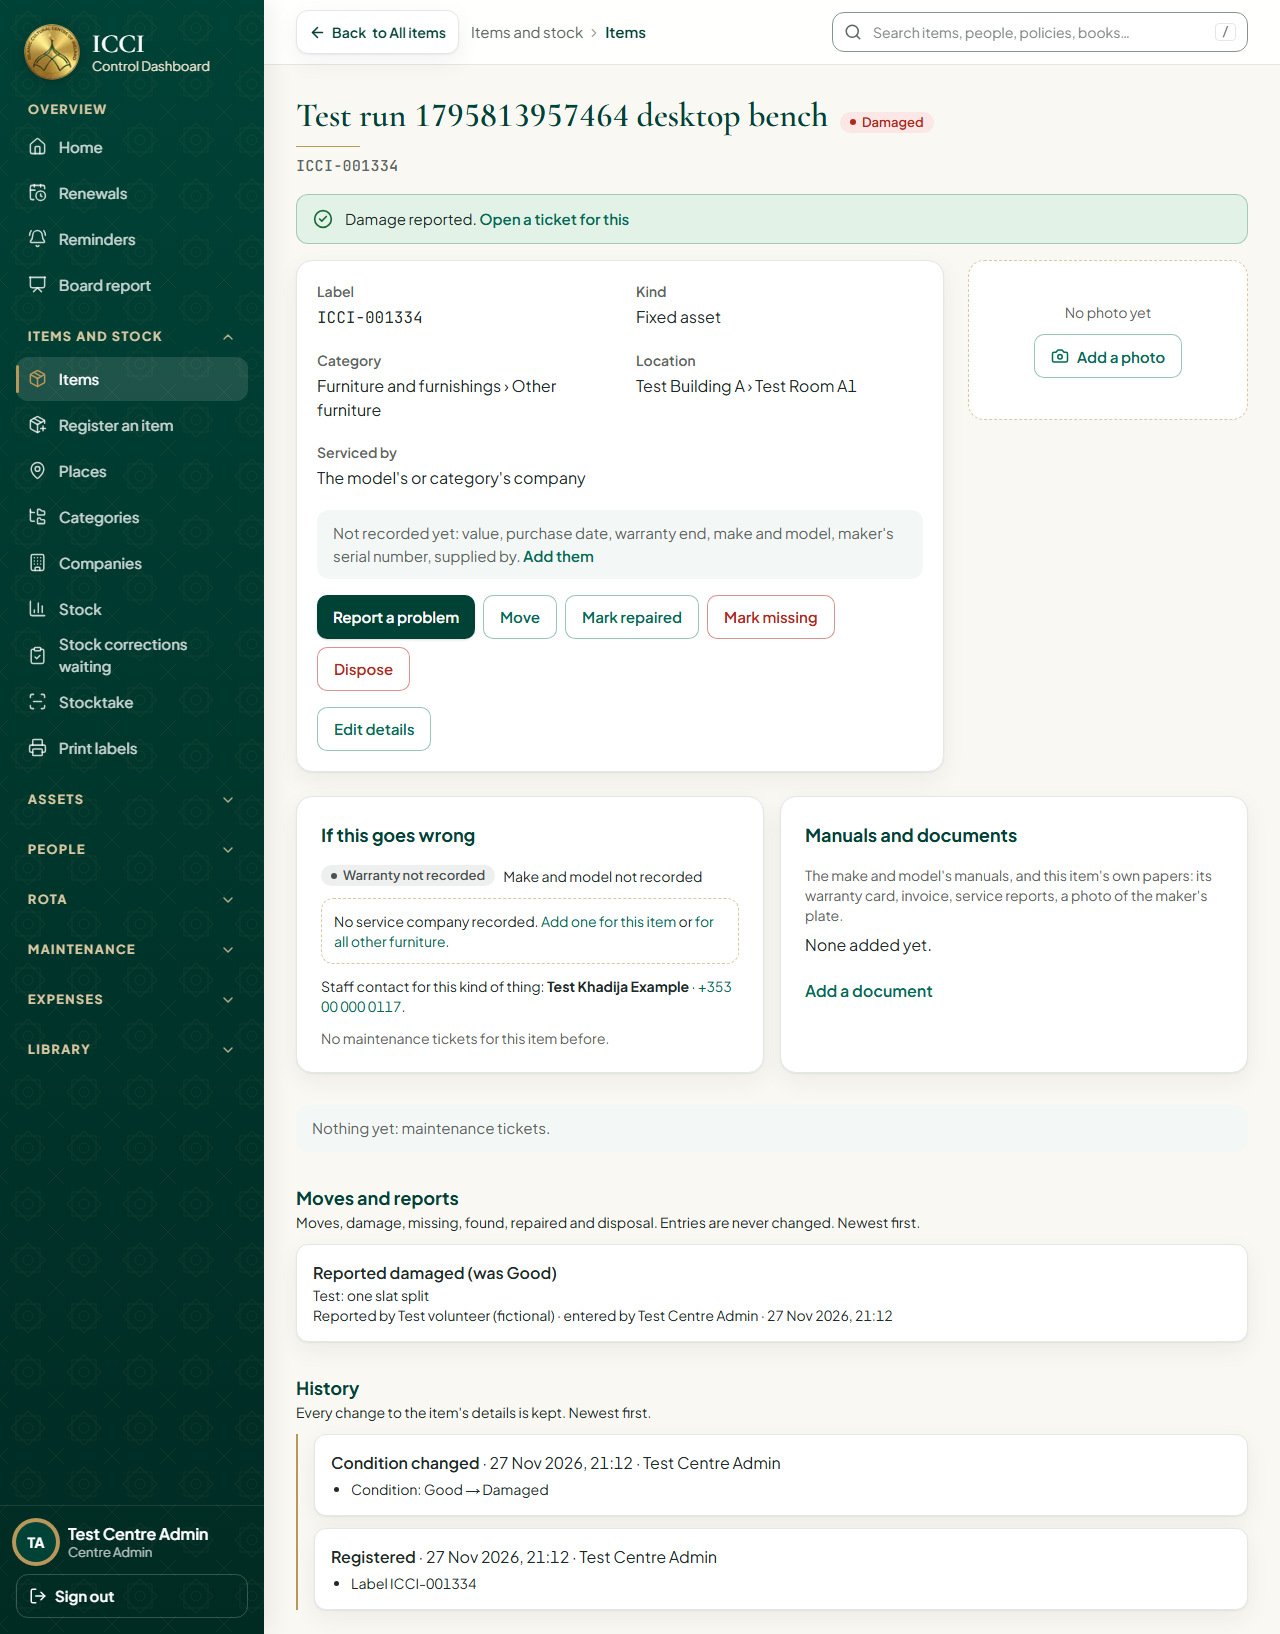 ICCI
Control Dashboard
OVERVIEW
Home
Renewals
Reminders
Board report
ITEMS AND STOCK
Items
Register an item
Places
Categories
Companies
Stock
Stock corrections
waiting
Stocktake
Print labels
ASSETS
PEOPLE
ROTA
MAINTENANCE
EXPENSES
LIBRARY
TA
Test Centre Admin
Centre Admin
Sign out
Back to All items
Items and stock › Items
Search items, people, policies, books…
/
Test run 1795813957464 desktop bench
Damaged
ICCI-001334
Damage reported. Open a ticket for this
Label
ICCI-001334
Kind
Fixed asset
Category
Furniture and furnishings › Other
furniture
Location
Test Building A › Test Room A1
Serviced by
The model's or category's company
Not recorded yet: value, purchase date, warranty end, make and model, maker's
serial number, supplied by. Add them
Report a problem
Move
Mark repaired
Mark missing
Dispose
Edit details
No photo yet
Add a photo
If this goes wrong
Warranty not recorded
Make and model not recorded
No service company recorded. Add one for this item or for
all other furniture.
Staff contact for this kind of thing: Test Khadija Example · +353
00 000 0117.
No maintenance tickets for this item before.
Manuals and documents
The make and model's manuals, and this item's own papers: its
warranty card, invoice, service reports, a photo of the maker's
plate.
None added yet.
Add a document
Nothing yet: maintenance tickets.
Moves and reports
Moves, damage, missing, found, repaired and disposal. Entries are never changed. Newest first.
Reported damaged (was Good)
Test: one slat split
Reported by Test volunteer (fictional) · entered by Test Centre Admin · 27 Nov 2026, 21:12
History
Every change to the item's details is kept. Newest first.
Condition changed · 27 Nov 2026, 21:12 · Test Centre Admin
• Condition: Good → Damaged
Registered · 27 Nov 2026, 21:12 · Test Centre Admin
• Label ICCI-001334